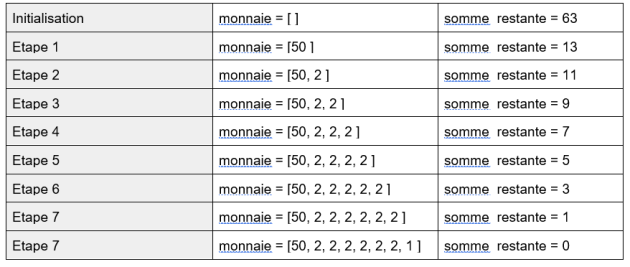 Initialisation monnaie = [ ] somme restante = 63
Etape 1 monnaie = [50 ] somme restante = 13
Etape 2 monnaie = [50, 2 ] somme restante = 11
Etape 3 monnaie = [50, 2, 2 ] somme restante = 9
Etape 4 monnaie = [50, 2, 2, 2 ] somme restante = 7
Etape 5 monnaie = [50, 2, 2, 2, 2 ] somme restante = 5
Etape 6 monnaie = [50, 2, 2, 2, 2, 2 ] somme restante = 3
Etape 7 monnaie = [50, 2, 2, 2, 2, 2, 2 ] somme restante = 1
Etape 7 monnaie = [50, 2, 2, 2, 2, 2, 2, 1 ] somme restante = 0